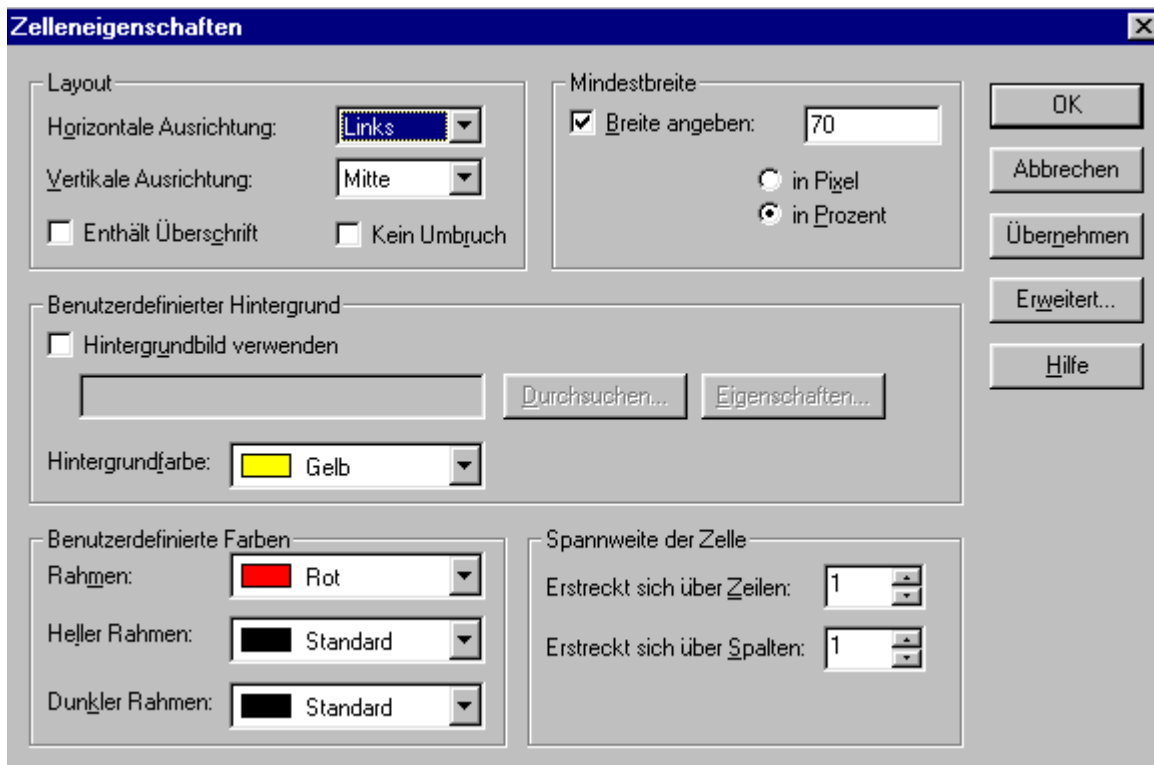 Zelleneigenschaften
Layout
Horizontale Ausrichtung: Links
Vertikale Ausrichtung: Mitte
Enthält Überschrift Kein Umbruch
Mindestbreite
Breite angeben: 70
in Pixel
in Prozent
OK
Abbrechen
Übernehmen
Erweitert...
Hilfe
Benutzerdefinierter Hintergrund
Hintergrundbild verwenden
Durchsuchen... Eigenschaften...
Hintergrundfarbe: Gelb
Benutzerdefinierte Farben
Rahmen: Rot
Heller Rahmen: Standard
Dunkler Rahmen: Standard
Spannweite der Zelle
Erstreckt sich über Zeilen: 1
Erstreckt sich über Spalten: 1